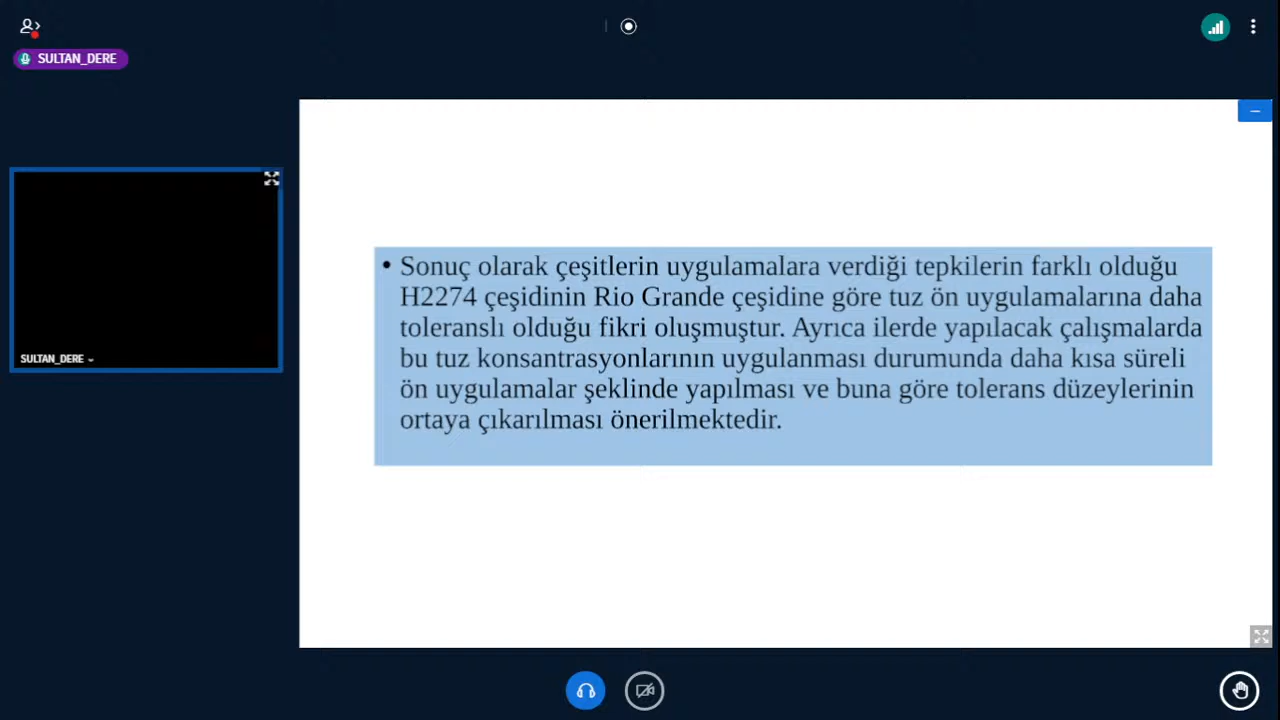 SULTAN_DERE
SULTAN_DERE
• Sonuç olarak çeşitlerin uygulamalara verdiği tepkilerin farklı olduğu
H2274 çeşidinin Rio Grande çeşidine göre tuz ön uygulamalarına daha
toleranslı olduğu fikri oluşmuştur. Ayrıca ilerde yapılacak çalışmalarda
bu tuz konsantrasyonlarının uygulanması durumunda daha kısa süreli
ön uygulamalar şeklinde yapılması ve buna göre tolerans düzeylerinin
ortaya çıkarılması önerilmektedir.